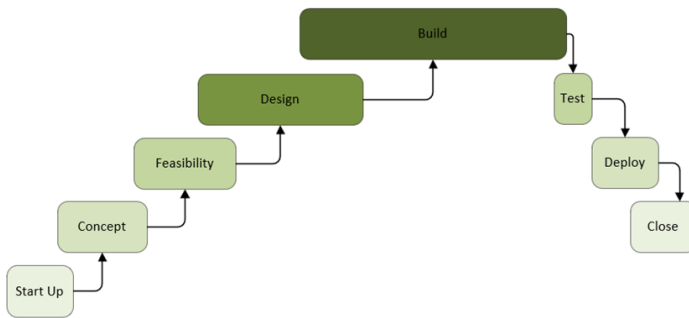 Start Up
Concept
Feasibility
Design
Build
Test
Deploy
Close